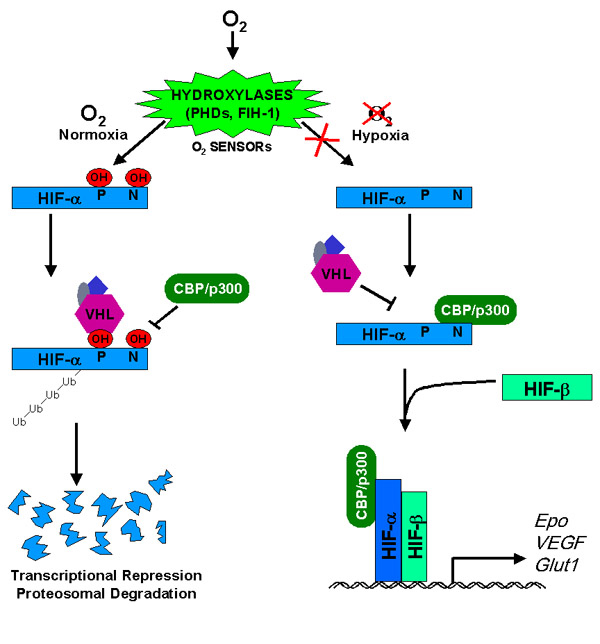 O2
HYDROXYLASES
(PHDs, FIH-1)
O2 SENSORs
O2
Normoxia
O2
Hypoxia
OH OH
HIF-α P N
HIF-α P N
VHL
CBP/p300
OH OH
HIF-α P N
Ub
Ub
Ub
Ub
VHL
CBP/p300
HIF-α P N
HIF-β
CBP/p300
HIF-α
HIF-β
Epo
VEGF
Glut1
Transcriptional Repression
Proteosomal Degradation